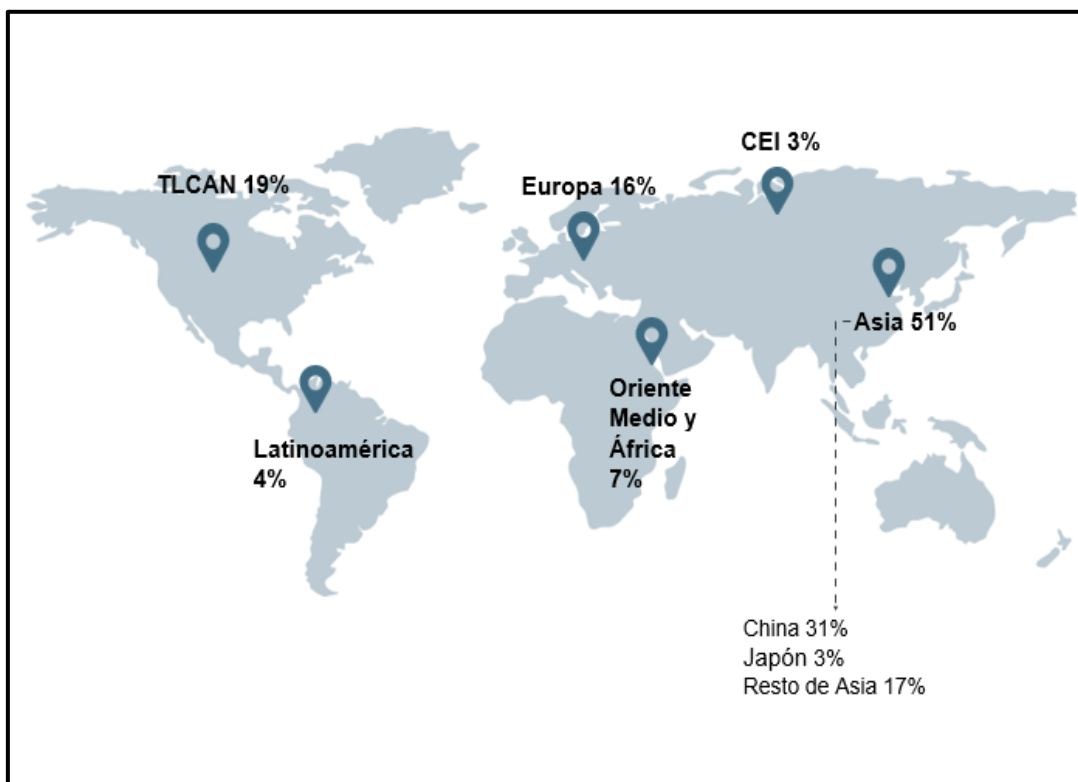 CEI 3%
TLCAN 19%
Europa 16%
Asia 51%
Oriente
Medio y
África
7%
Latinoamérica
4%
China 31%
Japón 3%
Resto de Asia 17%